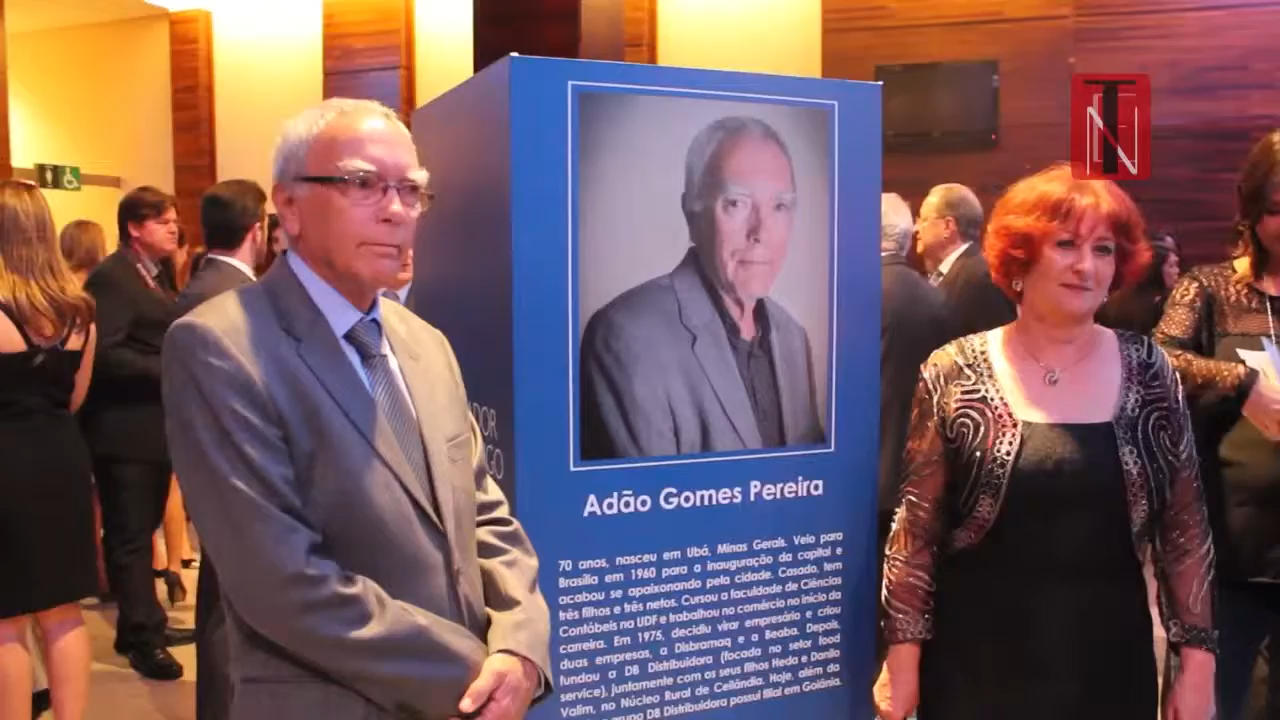 Adão Gomes Pereira
70 anos, nasceu em Ubá, Minas Gerais. Veio para
Brasília em 1960 para a inauguração da capital e
acabou se apaixonando pela cidade. Casado, tem
três filhos e três netos. Cursou a faculdade de Ciências
Contábeis na UDF e trabalhou no comércio no início da
carreira. Em 1975, decidiu virar empresário e criou
duas empresas, a Disbramaq e a Beaba. Depois,
fundou a DB Distribuidora (focada no setor food
service), juntamente com os seus filhos Heda e Danilo
Valim, no Núcleo Rural de Ceilândia. Hoje, além da
grupo DB Distribuidora possui filial em Goiânia.